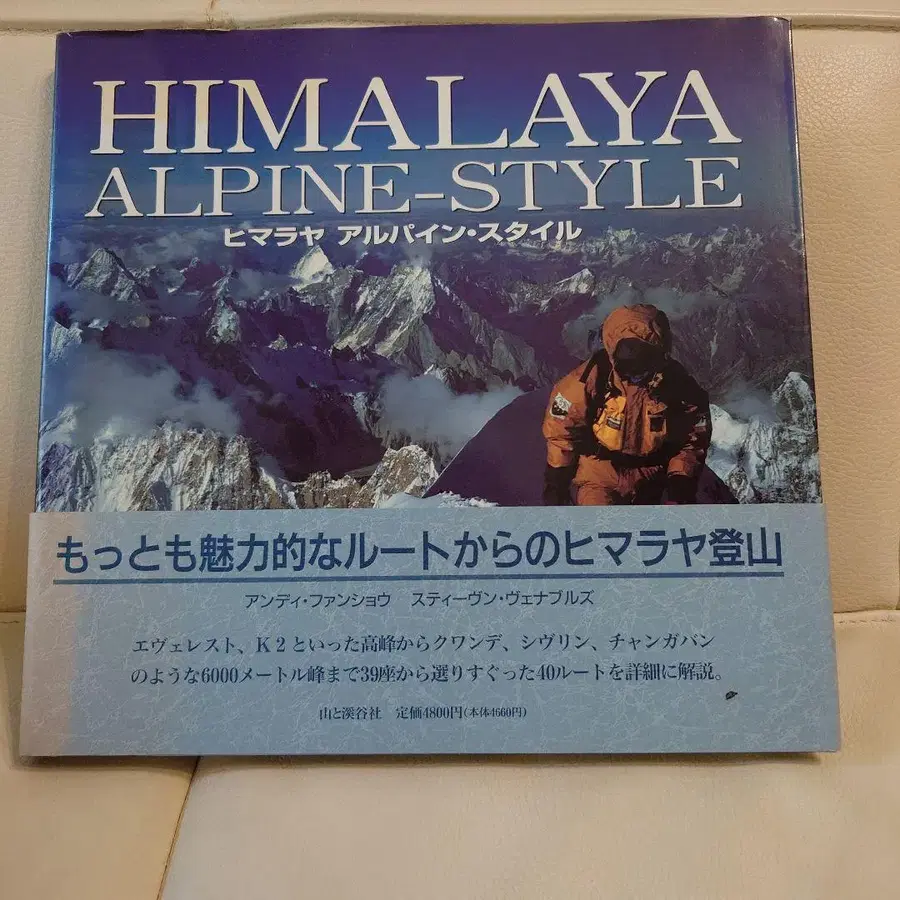 HIMALAYA
ALPINE-STYLE
ヒマラヤ アルパイン・スタイル
もっとも魅力的なルートからのヒマラヤ登山
アンディ・ファンショウ スティーヴン・ヴェナブルズ
エヴェレスト、K2といった高峰からクワンデ、シヴリン、チャンガバン
のような6000メートル峰まで39座から選りすぐった40ルートを詳細に解説。
山と溪谷社 定価4800円(本体4660円)